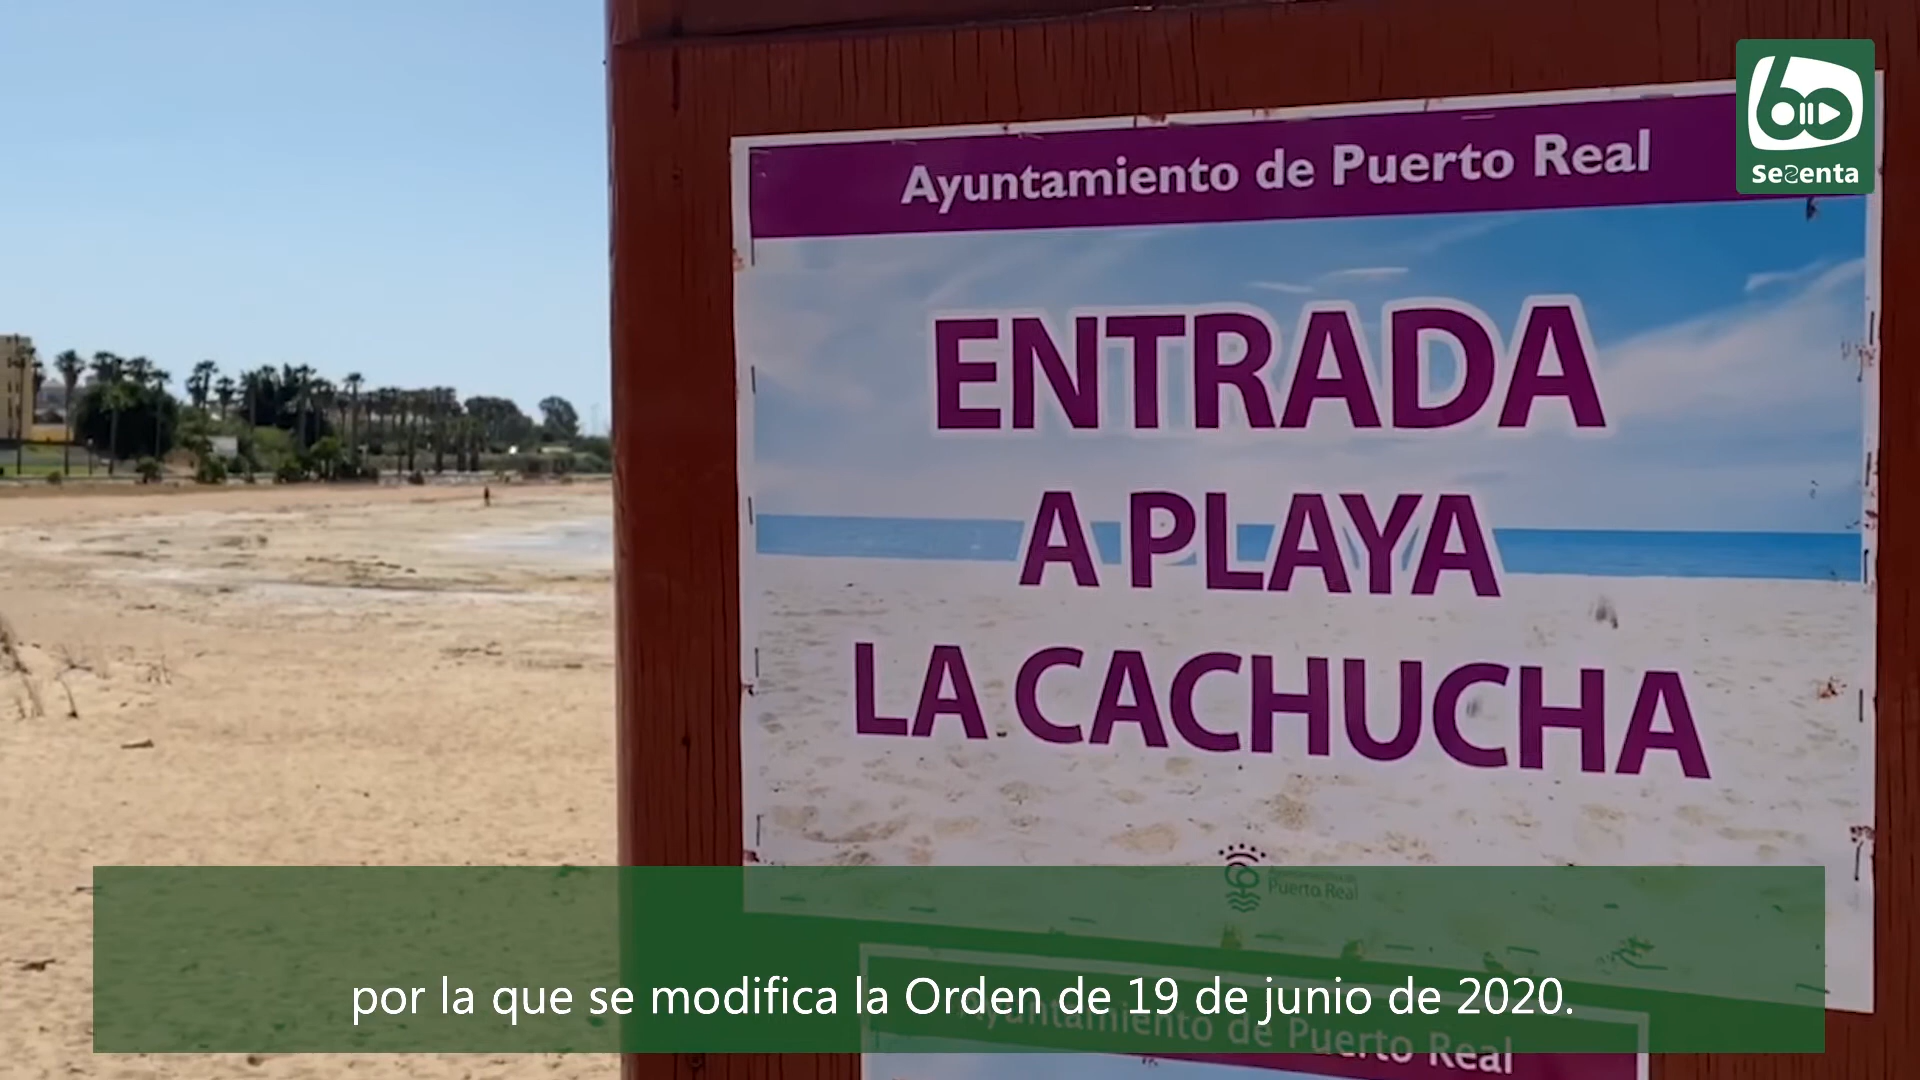 SeSenta
Ayuntamiento de Puerto Real
ENTRADA
A PLAYA
LA CACHUCHA
Puerto Real
por la que se modifica la Orden de 19 de junio de 2020.
Ayuntamiento de Puerto Real